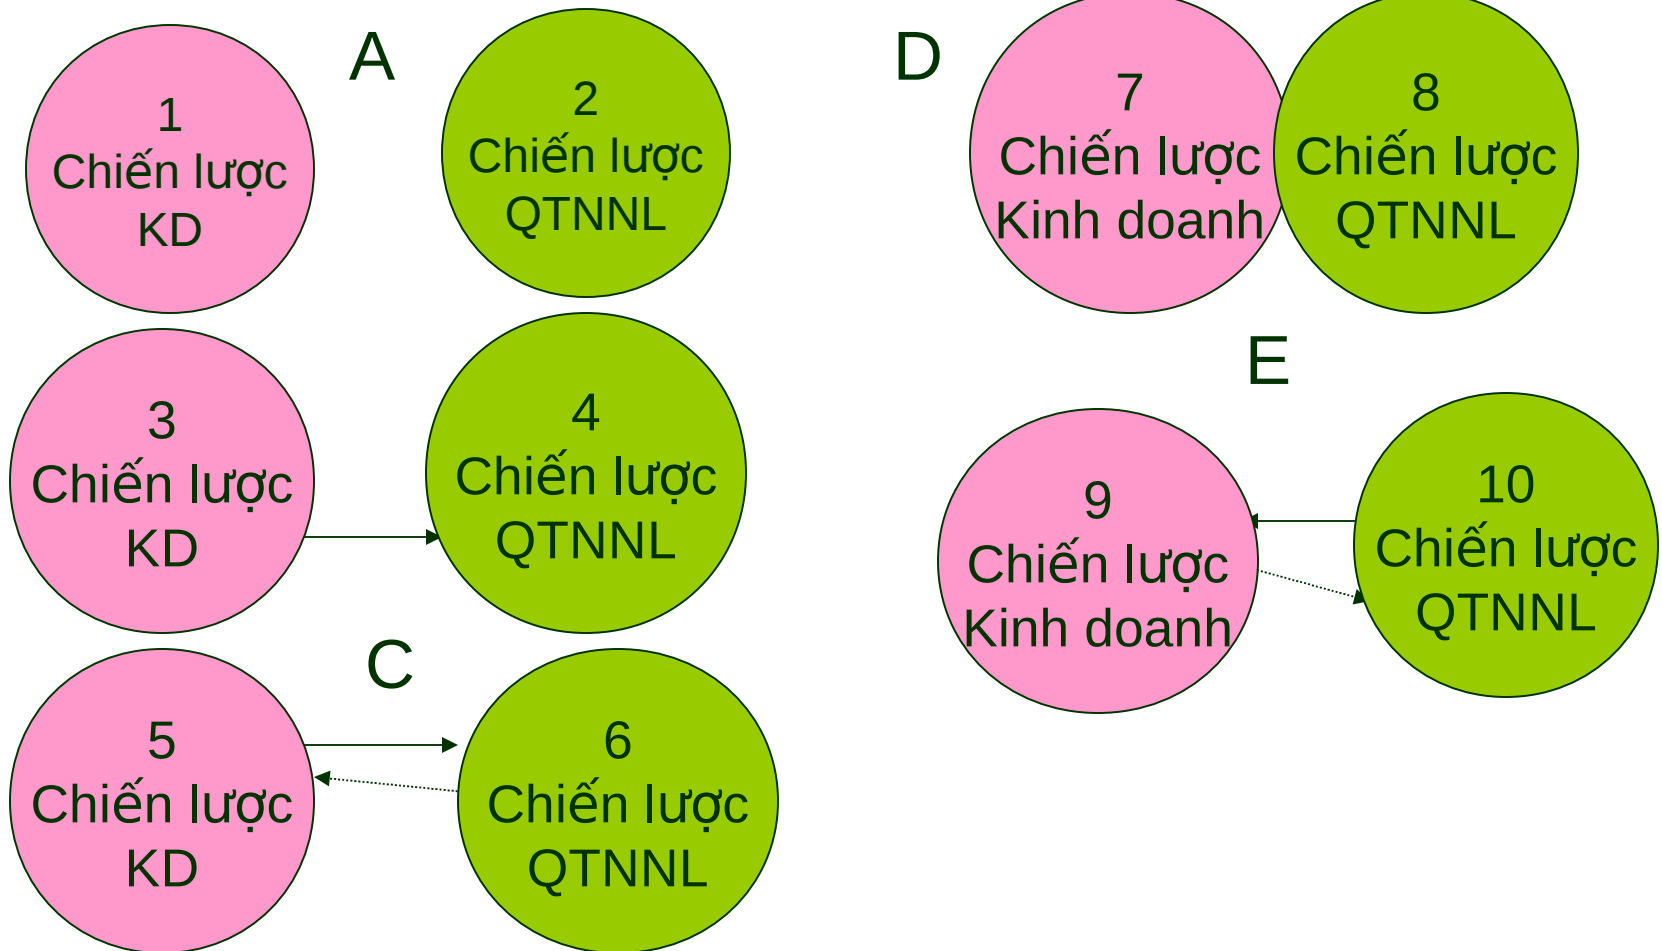 A
1
Chiến lược
KD
2
Chiến lược
QTNNL
3
Chiến lược
KD
4
Chiến lược
QTNNL
C
5
Chiến lược
KD
6
Chiến lược
QTNNL
D
7
Chiến lược
Kinh doanh
8
Chiến lược
QTNNL
E
9
Chiến lược
Kinh doanh
10
Chiến lược
QTNNL